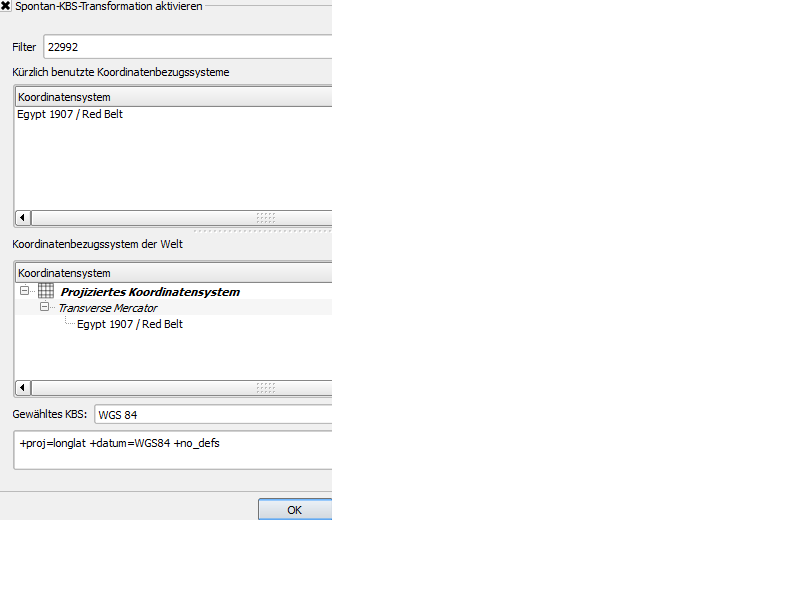 Spontan-KBS-Transformation aktivieren
Filter 22992
Kürzlich benutzte Koordinatenbezugssysteme
Koordinatensystem
Egypt 1907 / Red Belt
Koordinatenbezugssystem der Welt
Koordinatensystem
Projiziertes Koordinatensystem
Transverse Mercator
Egypt 1907 / Red Belt
Gewähltes KBS: WGS 84
+proj=longlat +datum=WGS84 +no_defs
OK